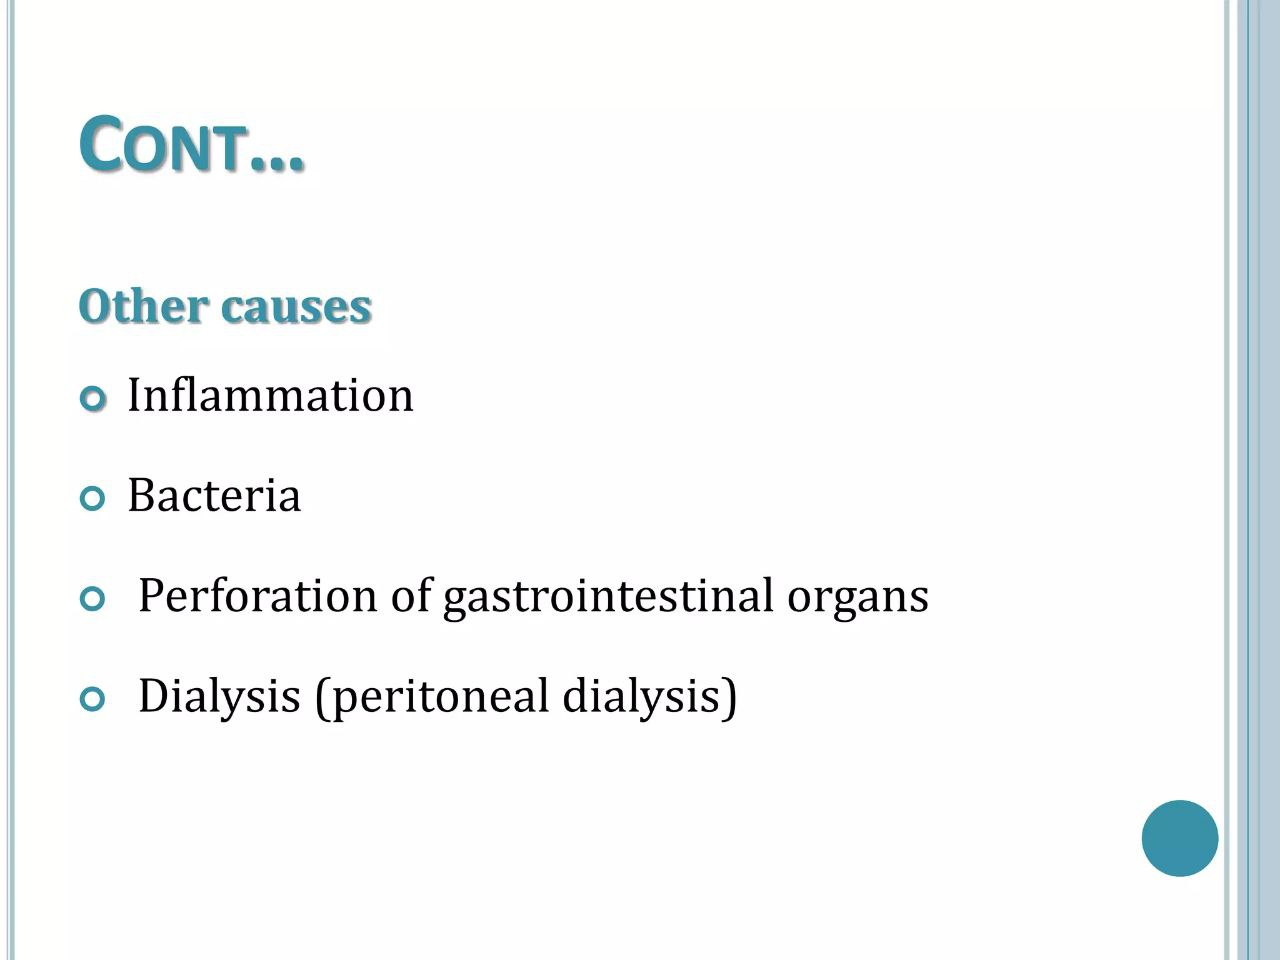 CONT...
Other causes
Inflammation
Bacteria
Perforation of gastrointestinal organs
Dialysis (peritoneal dialysis)